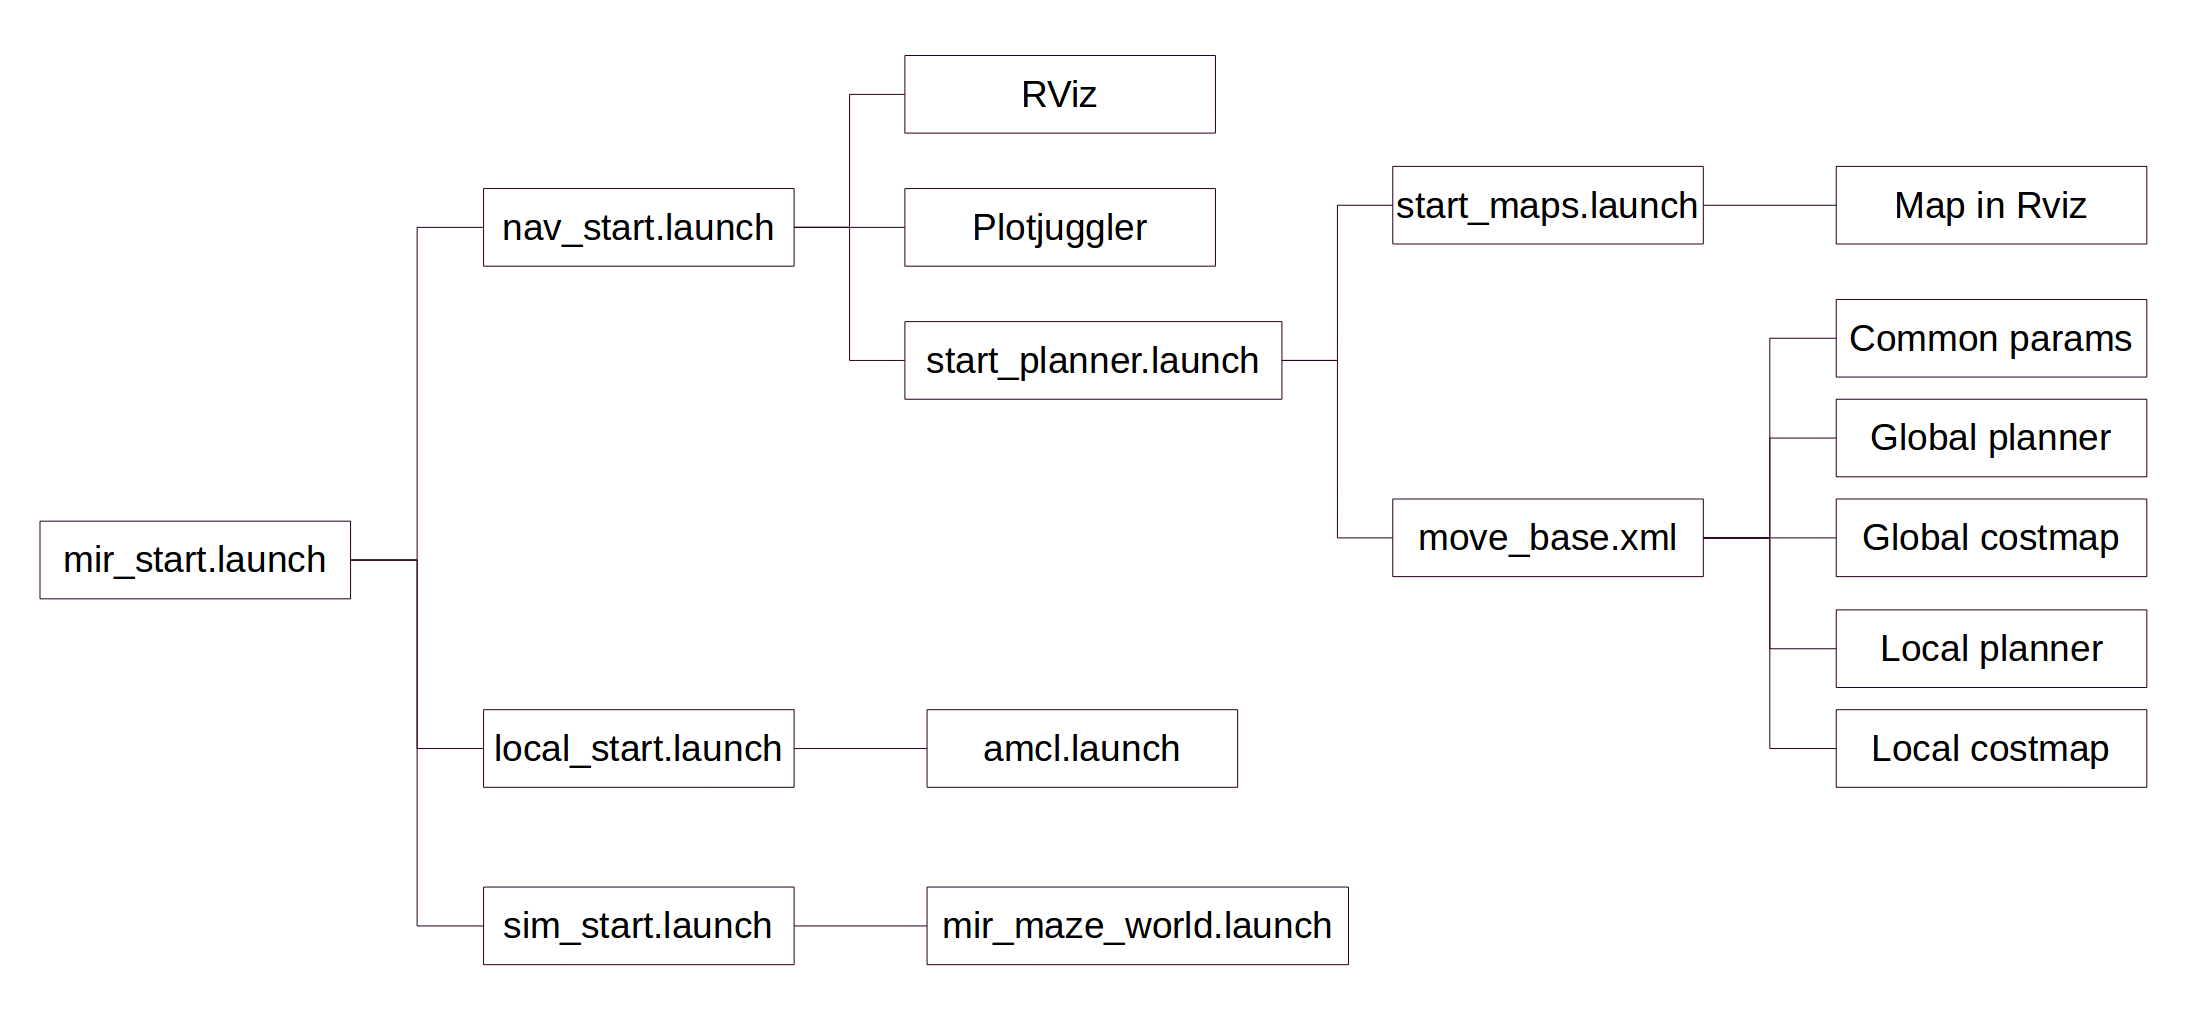 RViz
nav_start.launch
Plotjuggler
start_planner.launch
start_maps.launch
Map in Rviz
Common params
Global planner
move_base.xml
Global costmap
Local planner
Local costmap
mir_start.launch
local_start.launch
amcl.launch
sim_start.launch
mir_maze_world.launch